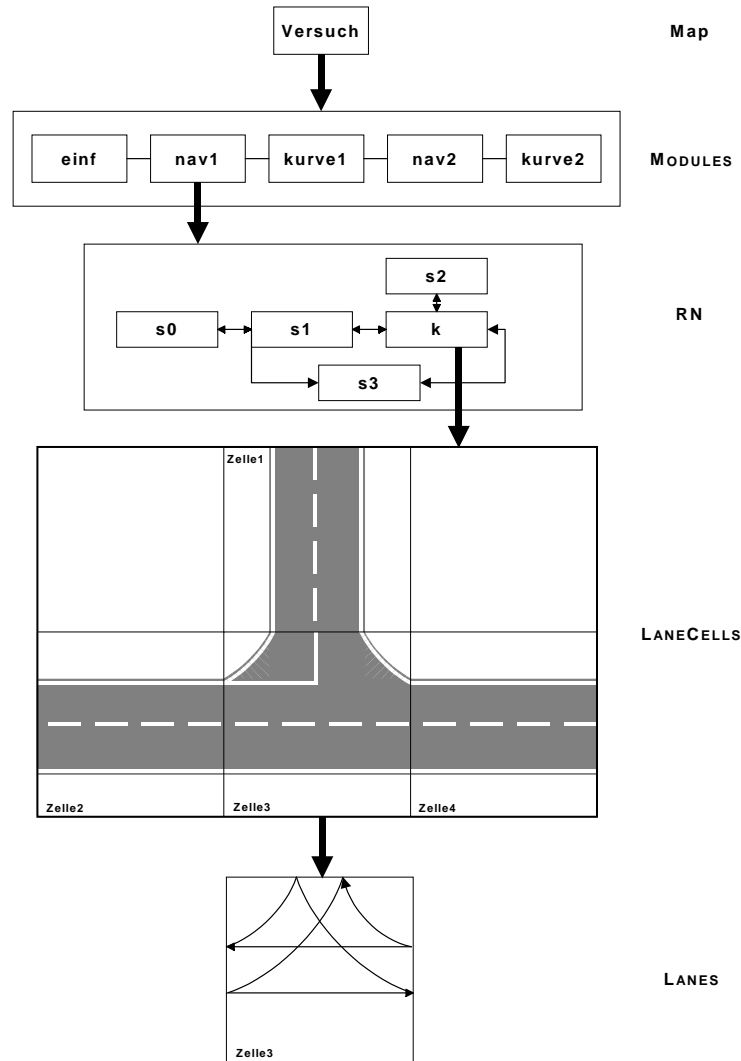 Versuch
MAP
einf nav1 kurve1 nav2 kurve2
MODULES
s2
s0 s1 k
s3
RN
Zelle1
LANECELLS
Zelle2 Zelle3 Zelle4
LANES
Zelle3